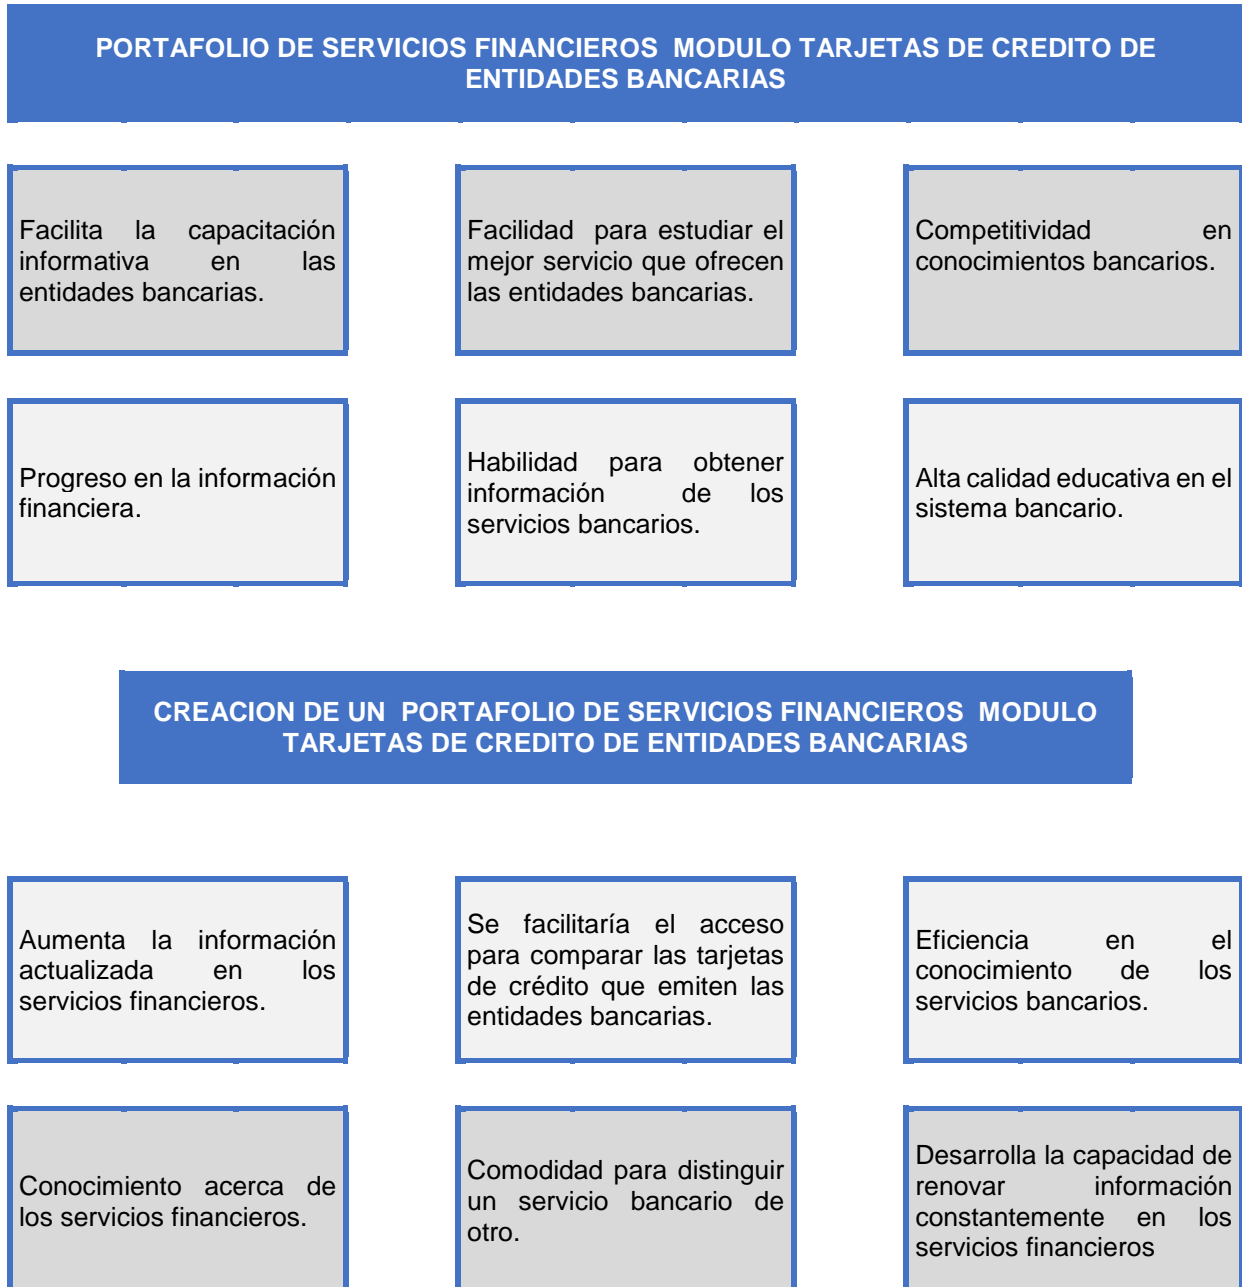 PORTAFOLIO DE SERVICIOS FINANCIEROS MODULO TARJETAS DE CREDITO DE
ENTIDADES BANCARIAS
Facilita la capacitación
informativa en las
entidades bancarias.
Facilidad para estudiar el
mejor servicio que ofrecen
las entidades bancarias.
Competitividad en
conocimientos bancarios.
Progreso en la información
financiera.
Habilidad para obtener
información de los
servicios bancarios.
Alta calidad educativa en el
sistema bancario.
CREACION DE UN PORTAFOLIO DE SERVICIOS FINANCIEROS MODULO
TARJETAS DE CREDITO DE ENTIDADES BANCARIAS
Aumenta la información
actualizada en los
servicios financieros.
Se facilitaría el acceso
para comparar las tarjetas
de crédito que emiten las
entidades bancarias.
Eficiencia en el
conocimiento de los
servicios bancarios.
Conocimiento acerca de
los servicios financieros.
Comodidad para distinguir
un servicio bancario de
otro.
Desarrolla la capacidad de
renovar información
constantemente en los
servicios financieros